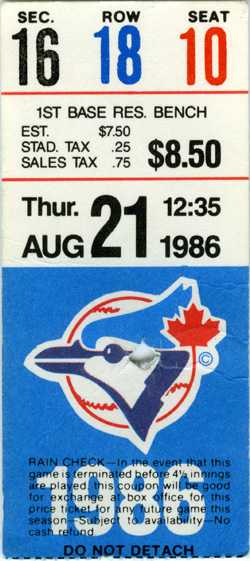 SEC. ROW SEAT
16 18 10
1ST BASE RES. BENCH
EST. $7.50
STAD. TAX .25 $8.50
SALES TAX .75
Thur. 21 12:35
AUG 1986
©
RAIN CHECK—In the event that this
game is terminated before 4½ innings
are played, this coupon will be good
for exchange at box office for this
price ticket for any future game this
season—Subject to availability—No
cash refund
1986
DO NOT DETACH